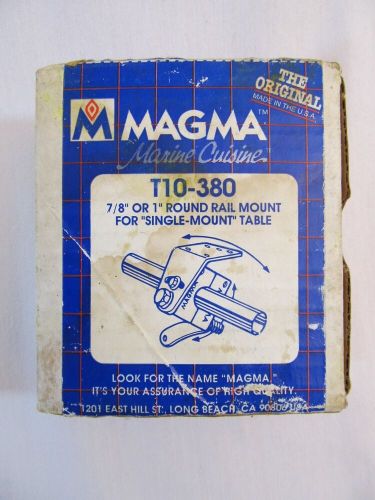 THE
ORIGINAL
MADE IN THE U.S.A.
M MAGMA™
Marine Cuisine
T10-380
7/8" OR 1" ROUND RAIL MOUNT
FOR "SINGLE-MOUNT" TABLE
MAGMA
LOOK FOR THE NAME "MAGMA."
IT'S YOUR ASSURANCE OF HIGH QUALITY.
1201 EAST HILL ST., LONG BEACH, CA 90806 USA